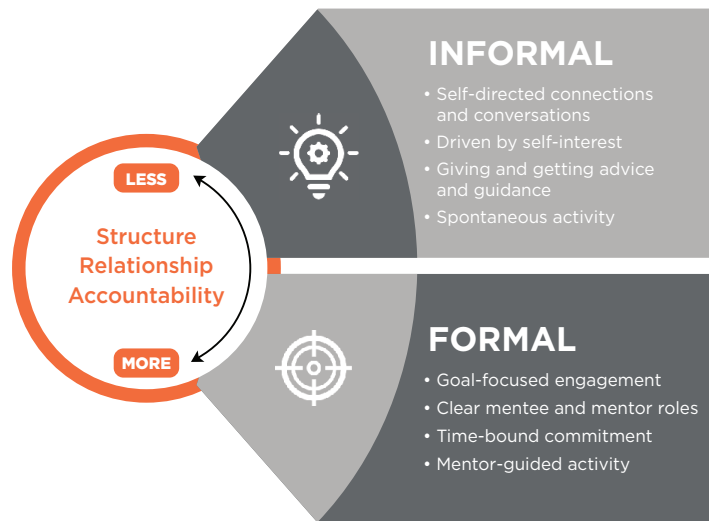 LESS
Structure
Relationship
Accountability
MORE
INFORMAL
• Self-directed connections
and conversations
• Driven by self-interest
• Giving and getting advice
and guidance
• Spontaneous activity
FORMAL
• Goal-focused engagement
• Clear mentee and mentor roles
• Time-bound commitment
• Mentor-guided activity